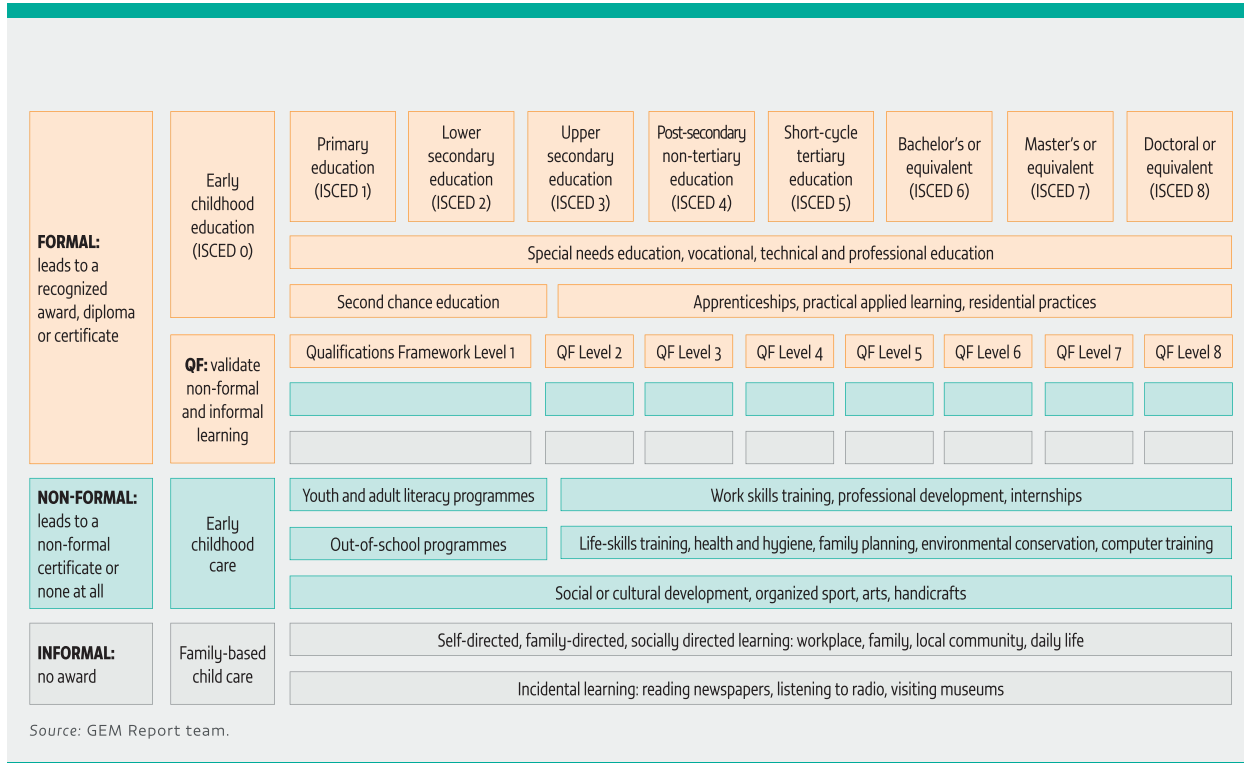 FORMAL:
leads to a
recognized
award, diploma
or certificate
Early
childhood
education
(ISCED 0)
Primary
education
(ISCED 1)
Lower
secondary
education
(ISCED 2)
Upper
secondary
education
(ISCED 3)
Post-secondary
non-tertiary
education
(ISCED 4)
Short-cycle
tertiary
education
(ISCED 5)
Bachelor's or
equivalent
(ISCED 6)
Master's or
equivalent
(ISCED 7)
Doctoral or
equivalent
(ISCED 8)
Special needs education, vocational, technical and professional education
Second chance education
Apprenticeships, practical applied learning, residential practices
QF: validate
non-formal
and informal
learning
Qualifications Framework Level 1
QF Level 2
QF Level 3
QF Level 4
QF Level 5
QF Level 6
QF Level 7
QF Level 8
NON-FORMAL:
leads to a
non-formal
certificate or
none at all
Early
childhood
care
Youth and adult literacy programmes
Work skills training, professional development, internships
Out-of-school programmes
Life-skills training, health and hygiene, family planning, environmental conservation, computer training
Social or cultural development, organized sport, arts, handicrafts
INFORMAL:
no award
Family-based
child care
Self-directed, family-directed, socially directed learning: workplace, family, local community, daily life
Incidental learning: reading newspapers, listening to radio, visiting museums
Source: GEM Report team.